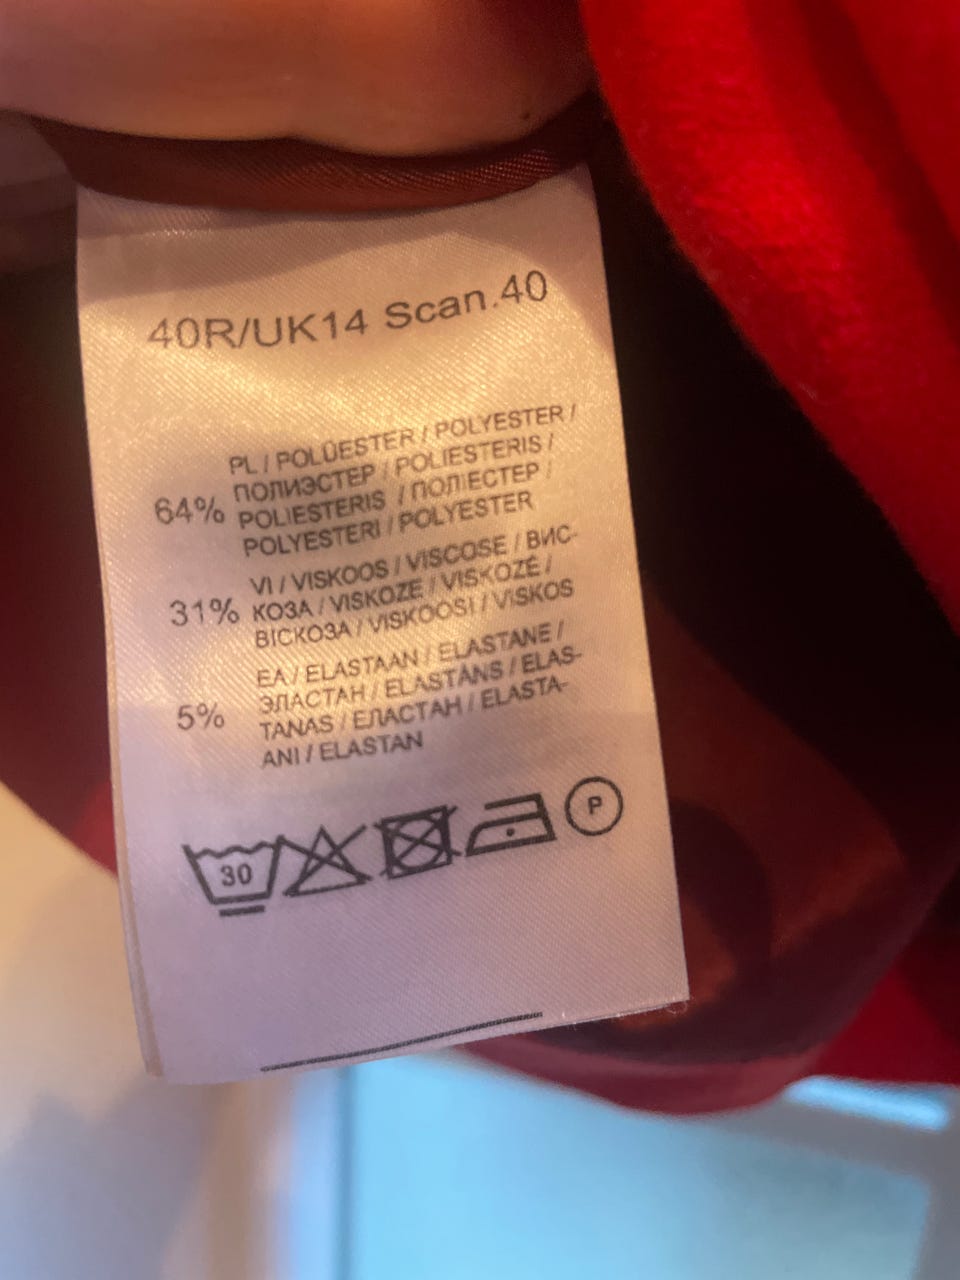 40R/UK14 Scan.40
PL / POLÜESTER / POLYESTER /
ПОЛИЭСТЕР / POLIESTERIS /
64% POLIESTERIS / ПОЛІЕСТЕР /
POLYESTERI / POLYESTER
VI / VISKOOS / VISCOSE / ВИС-
31% КОЗА / VISKOZE / VISKOZĖ /
ВІСКОЗА / VISKOOSI / VISKOS
EA / ELASTAAN / ELASTANE /
ЭЛАСТАН / ELASTĀNS / ELAS-
5% TANAS / ЕЛАСТАН / ELASTA-
ANI / ELASTAN
30 P